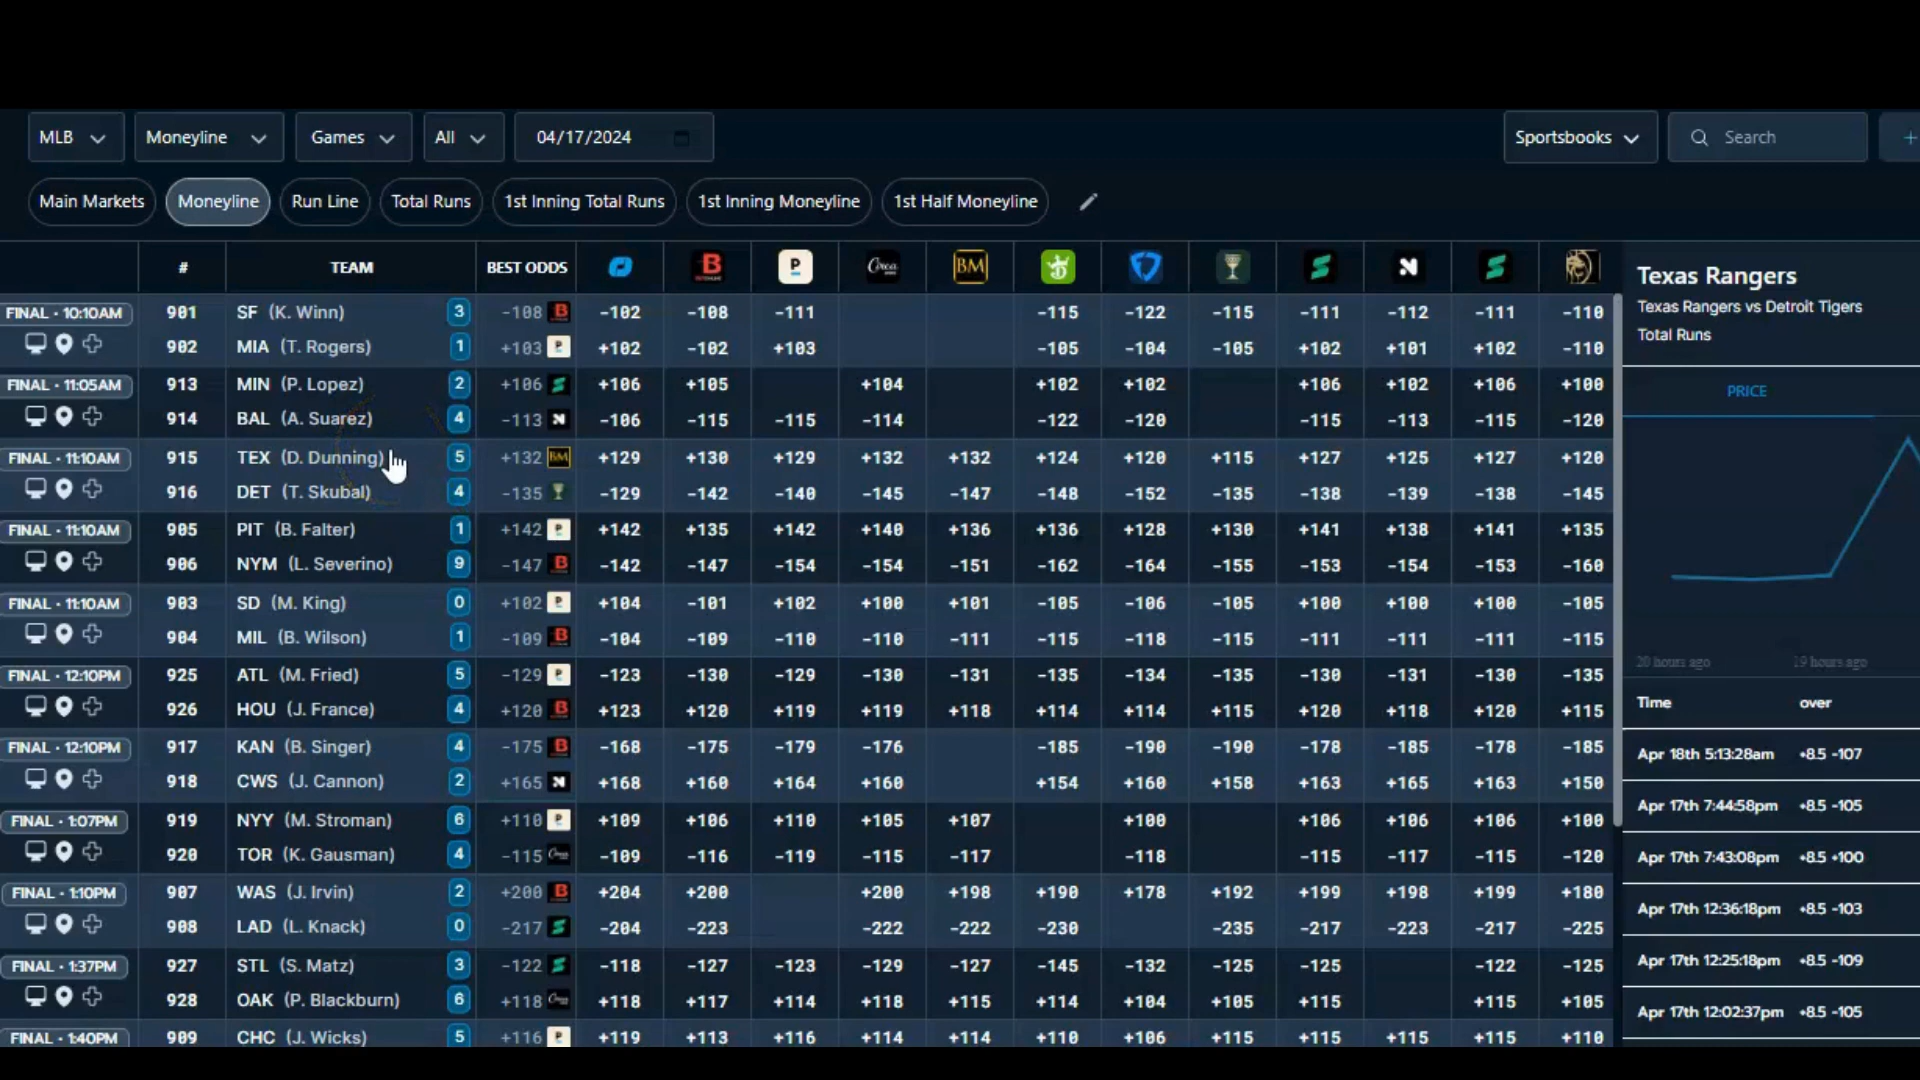 MLB Moneyline Games All 04/17/2024 Sportsbooks Search +
Main Markets Moneyline Run Line Total Runs 1st Inning Total Runs 1st Inning Moneyline 1st Half Moneyline
# TEAM BEST ODDS B P Circa BM N
FINAL · 10:10AM 901 SF (K. Winn) 3 -108 B -102 -108 -111 -115 -122 -115 -111 -112 -111 -110
902 MIA (T. Rogers) 1 +103 P +102 -102 +103 -105 -104 -105 +102 +101 +102 -110
FINAL · 11:05AM 913 MIN (P. Lopez) 2 +106 +106 +105 +104 +102 +102 +106 +102 +106 +100
914 BAL (A. Suarez) 4 -113 N -106 -115 -115 -114 -122 -120 -115 -113 -115 -120
FINAL · 11:10AM 915 TEX (D. Dunning) 5 +132 BM +129 +130 +129 +132 +132 +124 +120 +115 +127 +125 +127 +120
916 DET (T. Skubal) 4 -135 -129 -142 -140 -145 -147 -148 -152 -135 -138 -139 -138 -145
FINAL · 11:10AM 905 PIT (B. Falter) 1 +142 P +142 +135 +142 +140 +136 +136 +128 +130 +141 +138 +141 +135
906 NYM (L. Severino) 9 -147 B -142 -147 -154 -154 -151 -162 -164 -155 -153 -154 -153 -160
FINAL · 11:10AM 903 SD (M. King) 0 +102 P +104 -101 +102 +100 +101 -105 -106 -105 +100 +100 +100 -105
904 MIL (B. Wilson) 1 -109 B -104 -109 -110 -110 -111 -115 -118 -115 -111 -111 -111 -115
FINAL · 12:10PM 925 ATL (M. Fried) 5 -129 P -123 -130 -129 -130 -131 -135 -134 -135 -130 -131 -130 -135
926 HOU (J. France) 4 +120 B +123 +120 +119 +119 +118 +114 +114 +115 +120 +118 +120 +115
FINAL · 12:10PM 917 KAN (B. Singer) 4 -175 B -168 -175 -179 -176 -185 -190 -190 -178 -185 -178 -185
918 CWS (J. Cannon) 2 +165 N +168 +160 +164 +160 +154 +160 +158 +163 +165 +163 +150
FINAL · 1:07PM 919 NYY (M. Stroman) 6 +110 P +109 +106 +110 +105 +107 +100 +106 +106 +106 +100
920 TOR (K. Gausman) 4 -115 Circa -109 -116 -119 -115 -117 -118 -115 -117 -115 -120
FINAL · 1:10PM 907 WAS (J. Irvin) 2 +200 B +204 +200 +200 +198 +190 +178 +192 +199 +198 +199 +180
908 LAD (L. Knack) 0 -217 -204 -223 -222 -222 -230 -235 -217 -223 -217 -225
FINAL · 1:37PM 927 STL (S. Matz) 3 -122 -118 -127 -123 -129 -127 -145 -132 -125 -125 -122 -125
928 OAK (P. Blackburn) 6 +118 Circa +118 +117 +114 +118 +115 +114 +104 +105 +115 +115 +105
FINAL · 1:40PM 909 CHC (J. Wicks) 5 +116 P +119 +113 +116 +114 +114 +110 +106 +115 +115 +115 +115 +110
Texas Rangers
Texas Rangers vs Detroit Tigers
Total Runs
PRICE
20 hours ago 19 hours ago
Time over
Apr 18th 5:13:28am +8.5 -107
Apr 17th 7:44:58pm +8.5 -105
Apr 17th 7:43:08pm +8.5 +100
Apr 17th 12:36:18pm +8.5 -103
Apr 17th 12:25:18pm +8.5 -109
Apr 17th 12:02:37pm +8.5 -105